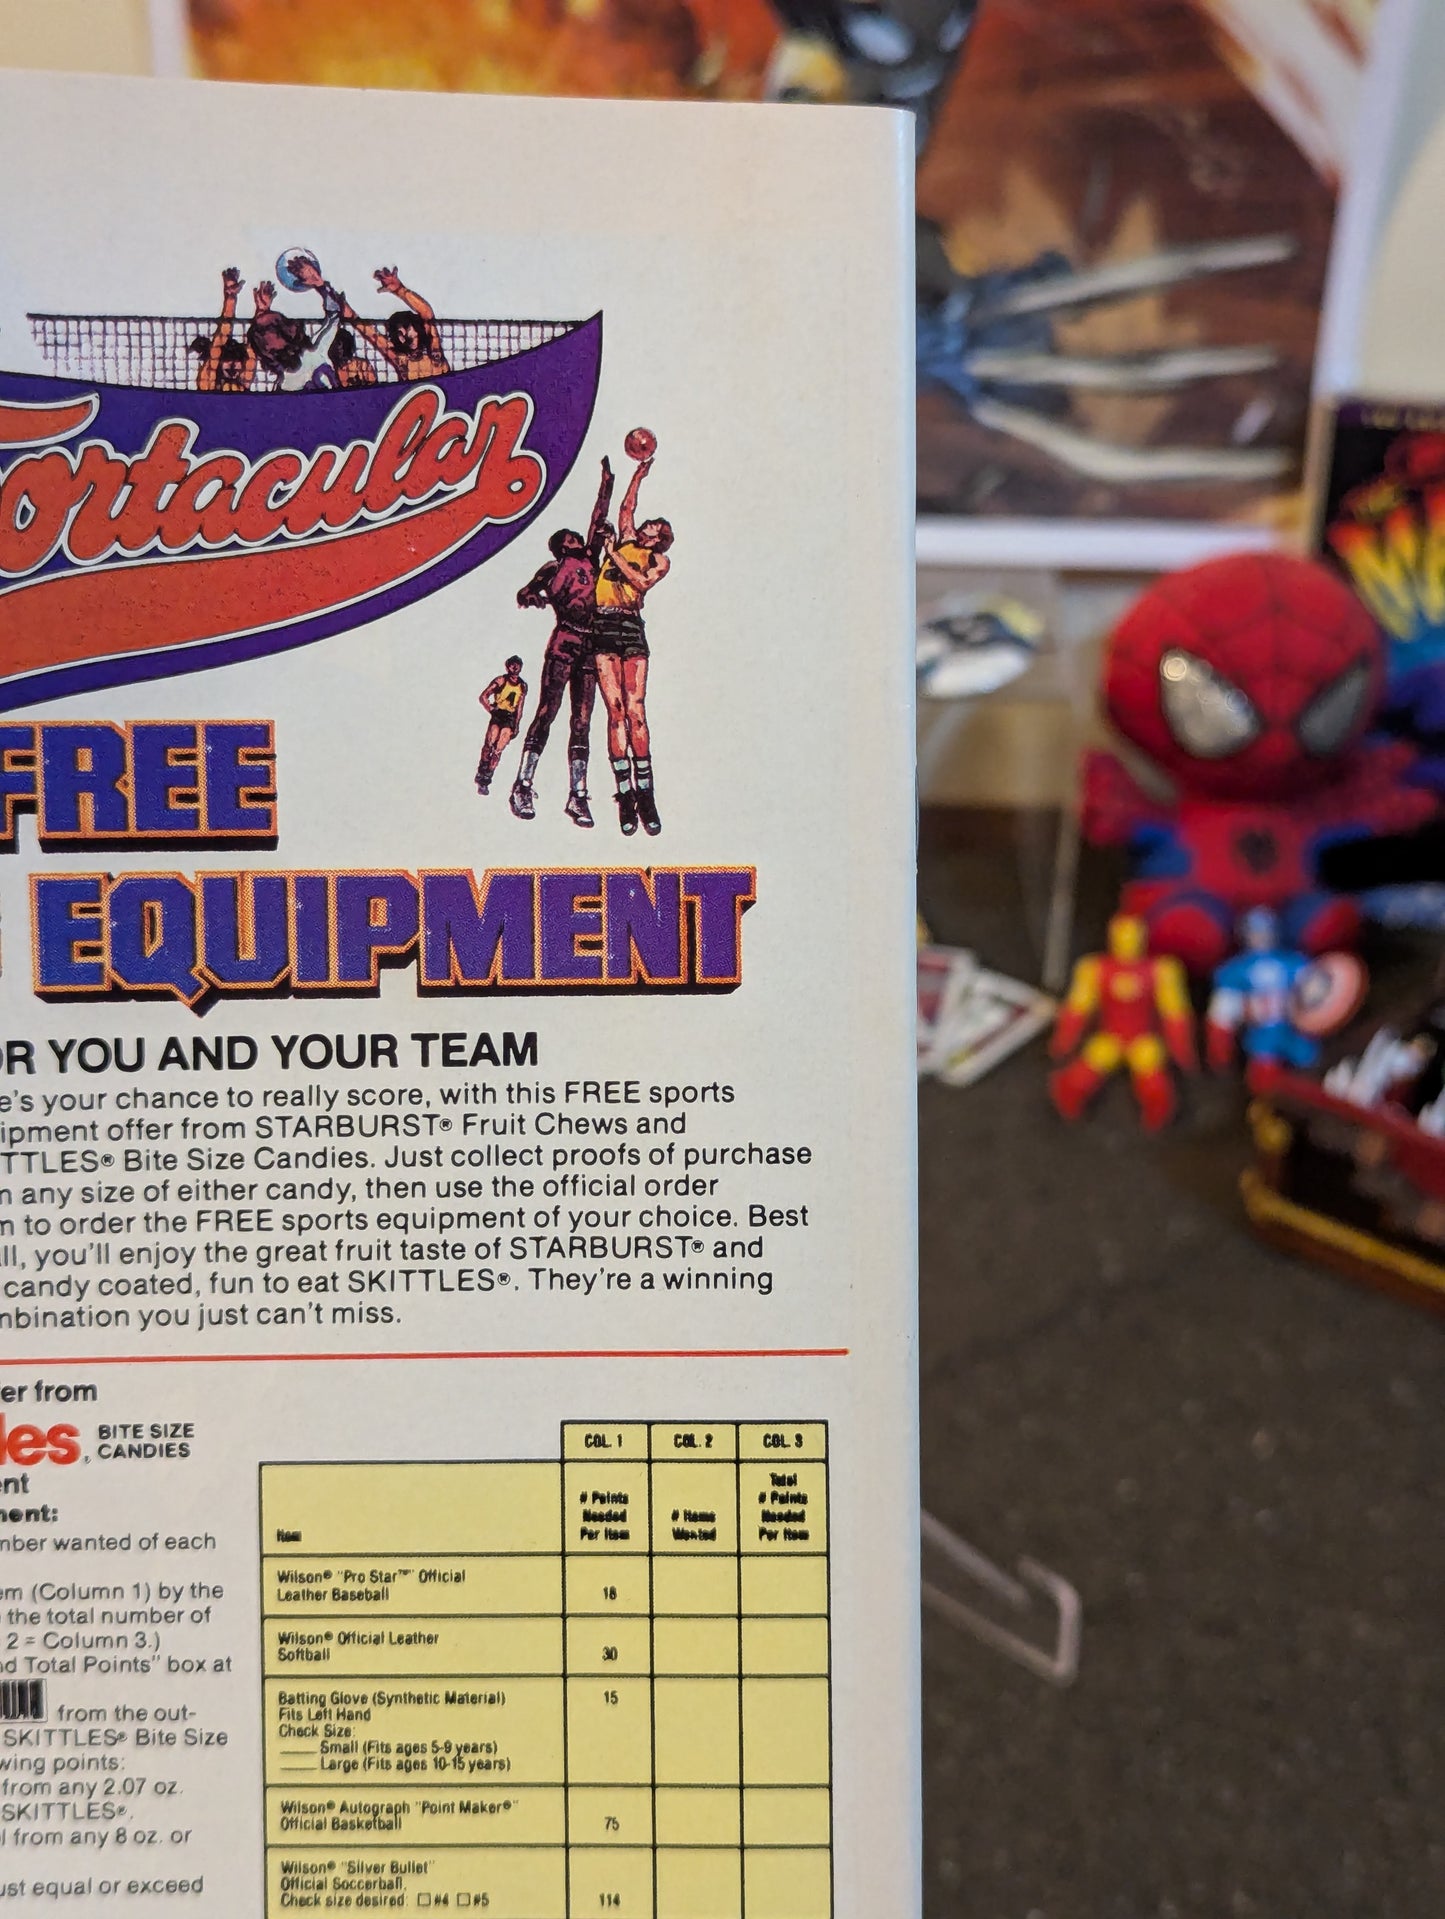 ortacular
FREE
EQUIPMENT
OR YOU AND YOUR TEAM
e's your chance to really score, with this FREE sports
ipment offer from STARBURST® Fruit Chews and
TTLES® Bite Size Candies. Just collect proofs of purchase
m any size of either candy, then use the official order
m to order the FREE sports equipment of your choice. Best
ll, you'll enjoy the great fruit taste of STARBURST® and
candy coated, fun to eat SKITTLES®. They're a winning
mbination you just can't miss.
er from
les, BITE SIZE
CANDIES
ent
ment:
mber wanted of each
em (Column 1) by the
the total number of
2 = Column 3.)
d Total Points" box at
from the out-
SKITTLES® Bite Size
wing points:
from any 2.07 oz.
SKITTLES®.
l from any 8 oz. or
ust equal or exceed
COL. 1 COL. 2 COL. 3
Item
# Points
Needed
Per Item
# Items
Wanted
Total
# Points
Needed
Per Item
Wilson® "Pro Star™" Official
Leather Baseball 18
Wilson® Official Leather
Softball 30
Batting Glove (Synthetic Material) 15
Fits Left Hand
Check Size:
____ Small (Fits ages 5-9 years)
____ Large (Fits ages 10-15 years)
Wilson® Autograph "Point Maker®"
Official Basketball 75
Wilson® "Silver Bullet"
Official Soccerball.
Check size desired: ☐ #4 ☐ #5 114